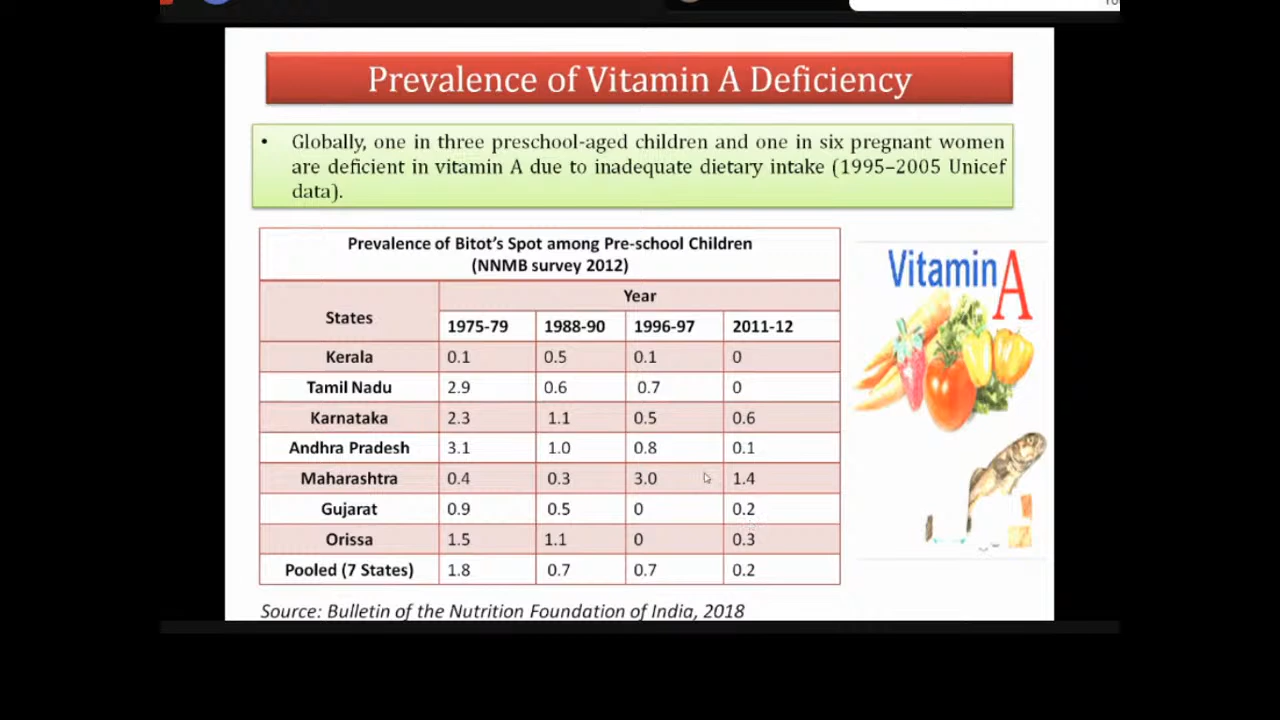 Prevalence of Vitamin A Deficiency
• Globally, one in three preschool-aged children and one in six pregnant women
are deficient in vitamin A due to inadequate dietary intake (1995–2005 Unicef
data).
Prevalence of Bitot's Spot among Pre-school Children
(NNMB survey 2012)
States Year
1975-79 1988-90 1996-97 2011-12
Kerala 0.1 0.5 0.1 0
Tamil Nadu 2.9 0.6 0.7 0
Karnataka 2.3 1.1 0.5 0.6
Andhra Pradesh 3.1 1.0 0.8 0.1
Maharashtra 0.4 0.3 3.0 1.4
Gujarat 0.9 0.5 0 0.2
Orissa 1.5 1.1 0 0.3
Pooled (7 States) 1.8 0.7 0.7 0.2
Source: Bulletin of the Nutrition Foundation of India, 2018
Vitamin A